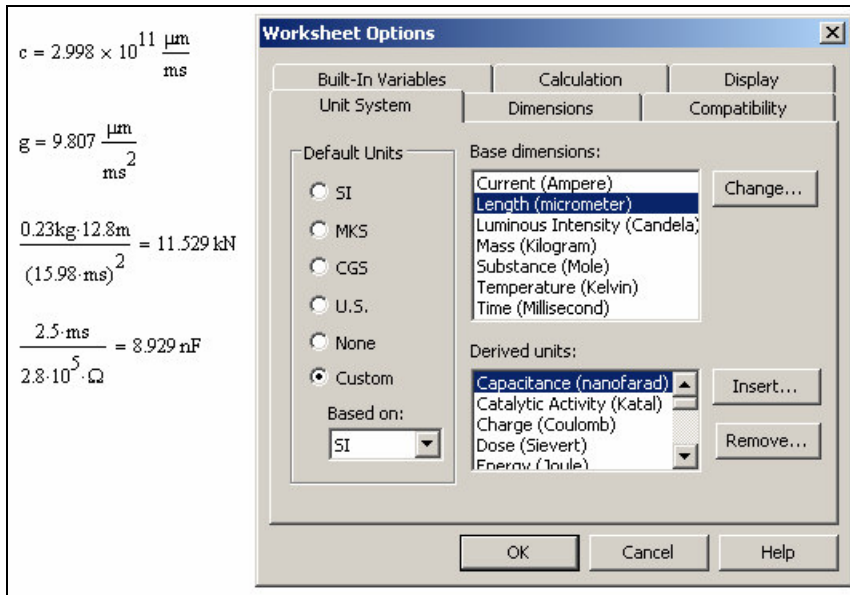 c = 2.998 × 10^11 μm/ms
g = 9.807 μm/ms^2
0.23kg·12.8m/(15.98·ms)^2 = 11.529 kN
2.5·ms/2.8·10^5·Ω = 8.929 nF
Worksheet Options
Built-In Variables
Calculation
Display
Unit System
Dimensions
Compatibility
Default Units
SI
MKS
CGS
U.S.
None
Custom
Based on:
SI
Base dimensions:
Current (Ampere)
Length (micrometer)
Luminous Intensity (Candela)
Mass (Kilogram)
Substance (Mole)
Temperature (Kelvin)
Time (Millisecond)
Change...
Derived units:
Capacitance (nanofarad)
Catalytic Activity (Katal)
Charge (Coulomb)
Dose (Sievert)
Energy (Joule)
Insert...
Remove...
OK
Cancel
Help